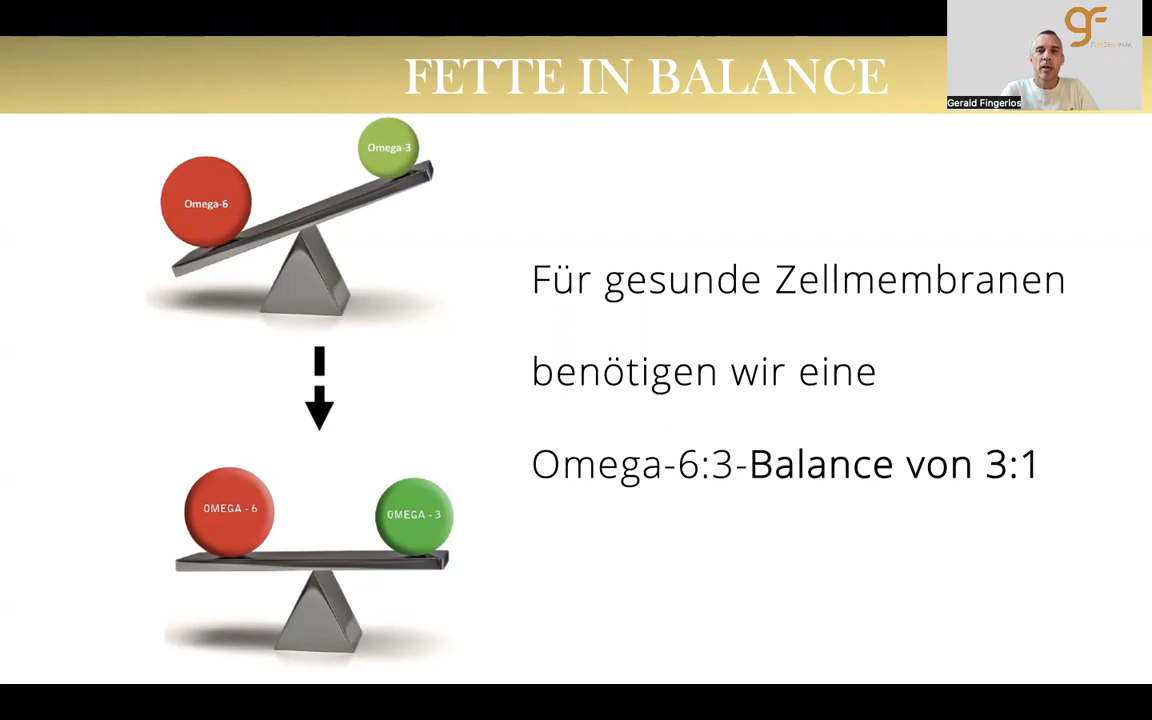 FETTE IN BALANCE
gf
Gerald Fingerlos
Omega-3
Omega-6
Für gesunde Zellmembranen
benötigen wir eine
Omega-6:3-Balance von 3:1
OMEGA - 6
OMEGA - 3